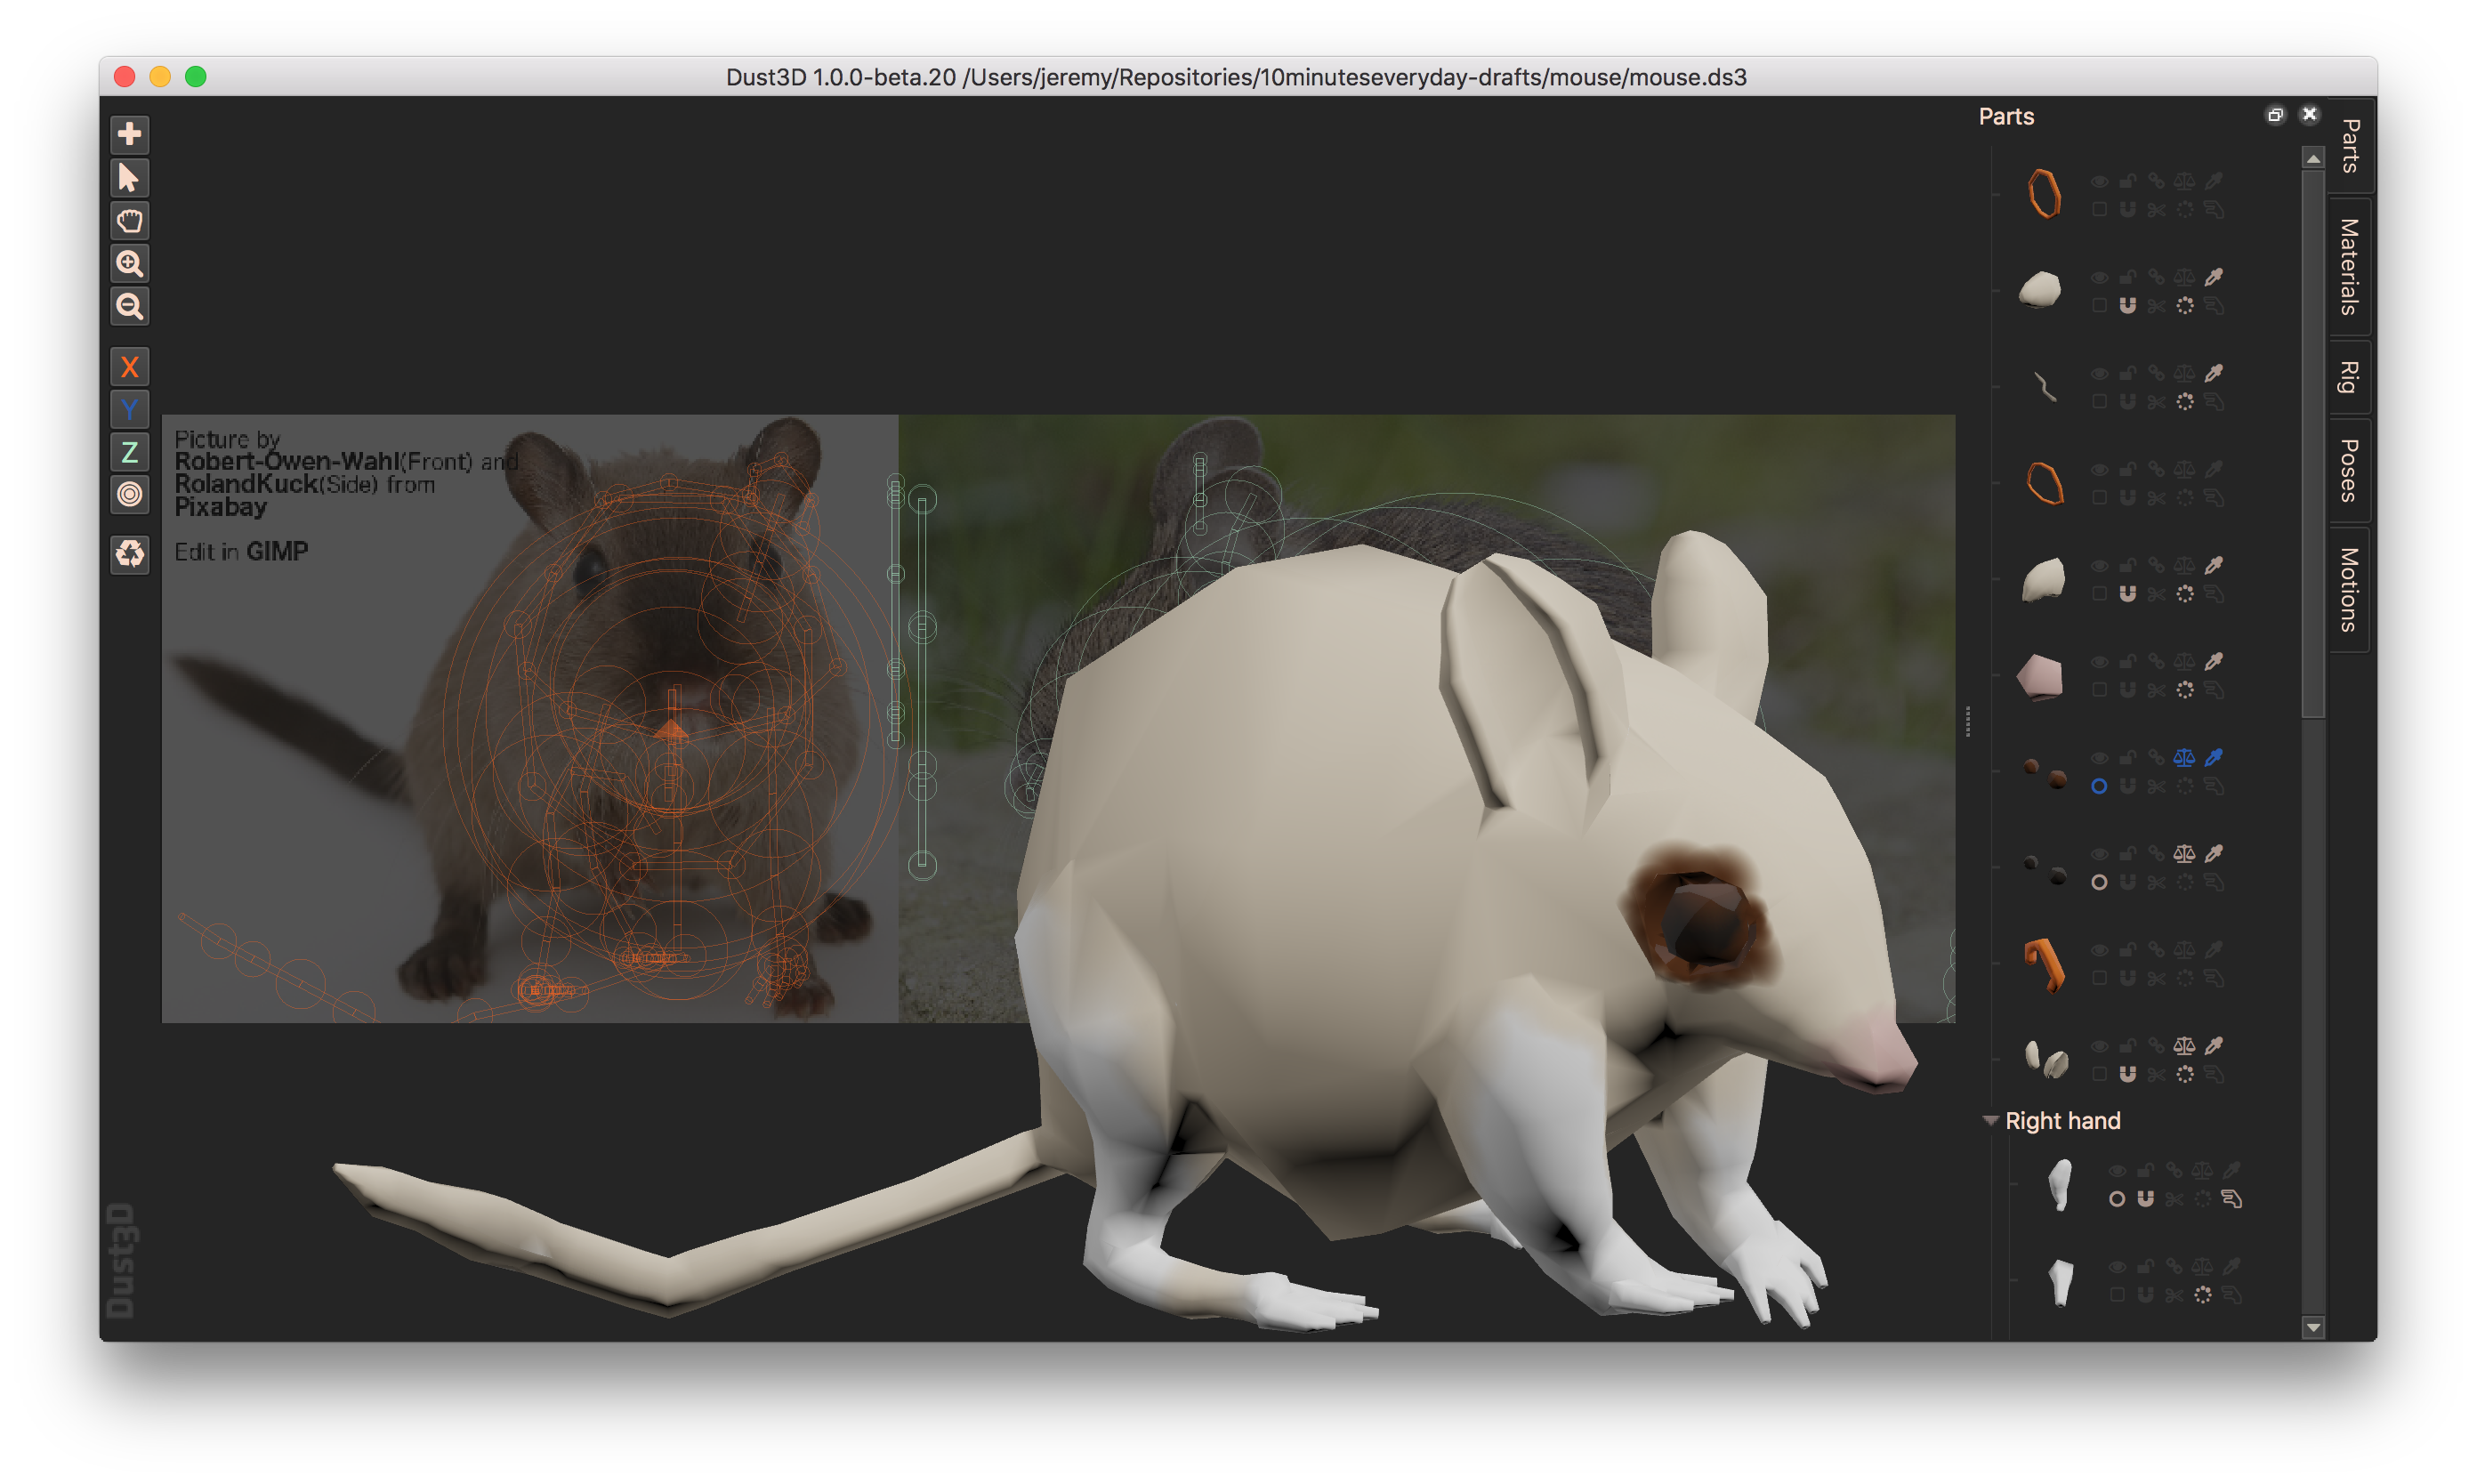 Dust3D 1.0.0-beta.20 /Users/jeremy/Repositories/10minuteseveryday-drafts/mouse/mouse.ds3
Parts
Parts
Materials
Rig
Poses
Motions
X
Y
Z
Picture by
Robert-Owen-Wahl(Front) and
RolandKuck(Side) from
Pixabay
Edit in GIMP
Right hand
Dust3D